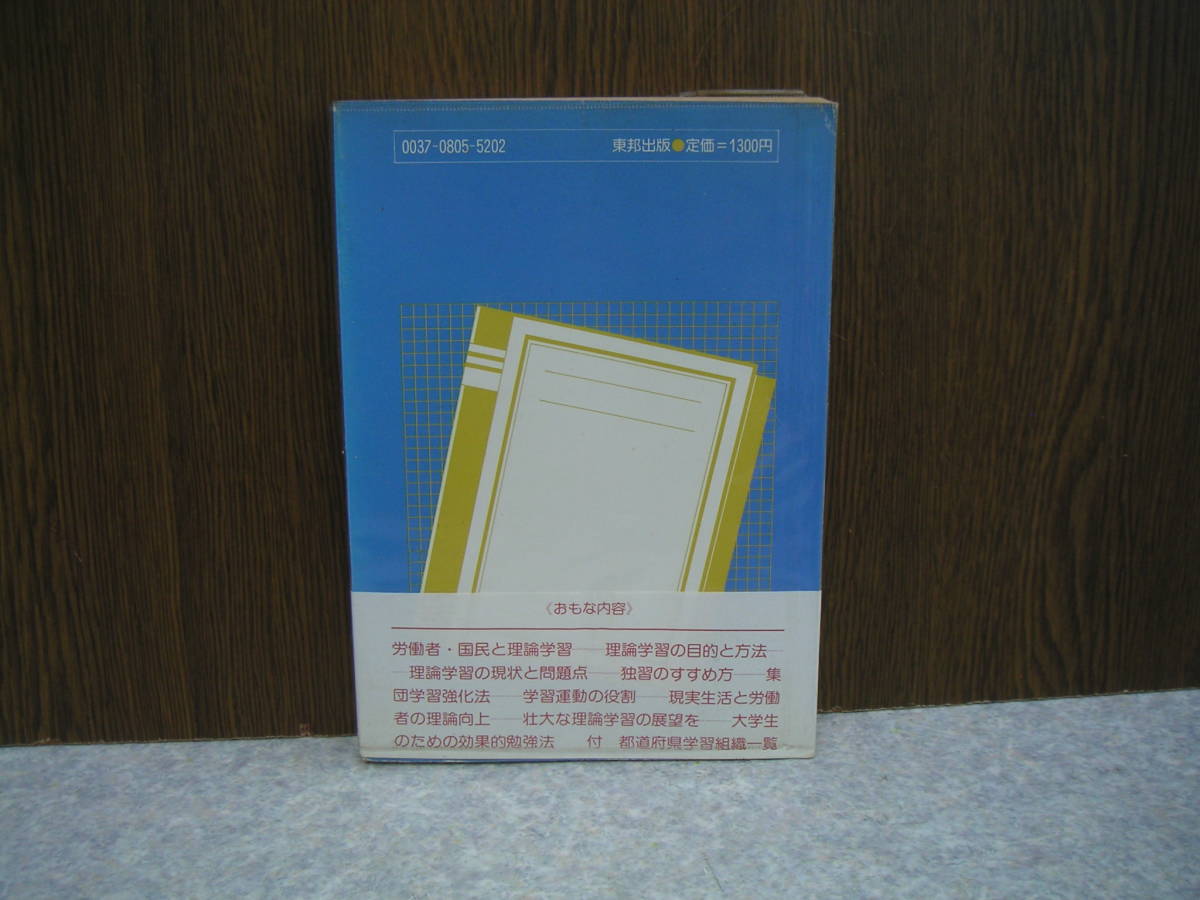 0037-0805-5202 東邦出版●定価=1300円
《おもな内容》
労働者・国民と理論学習──理論学習の目的と方法─
─理論学習の現状と問題点──独習のすすめ方──集
団学習強化法──学習運動の役割──現実生活と労働
者の理論向上──壮大な理論学習の展望を──大学生
のための効果的勉強法 付 都道府県学習組織一覧